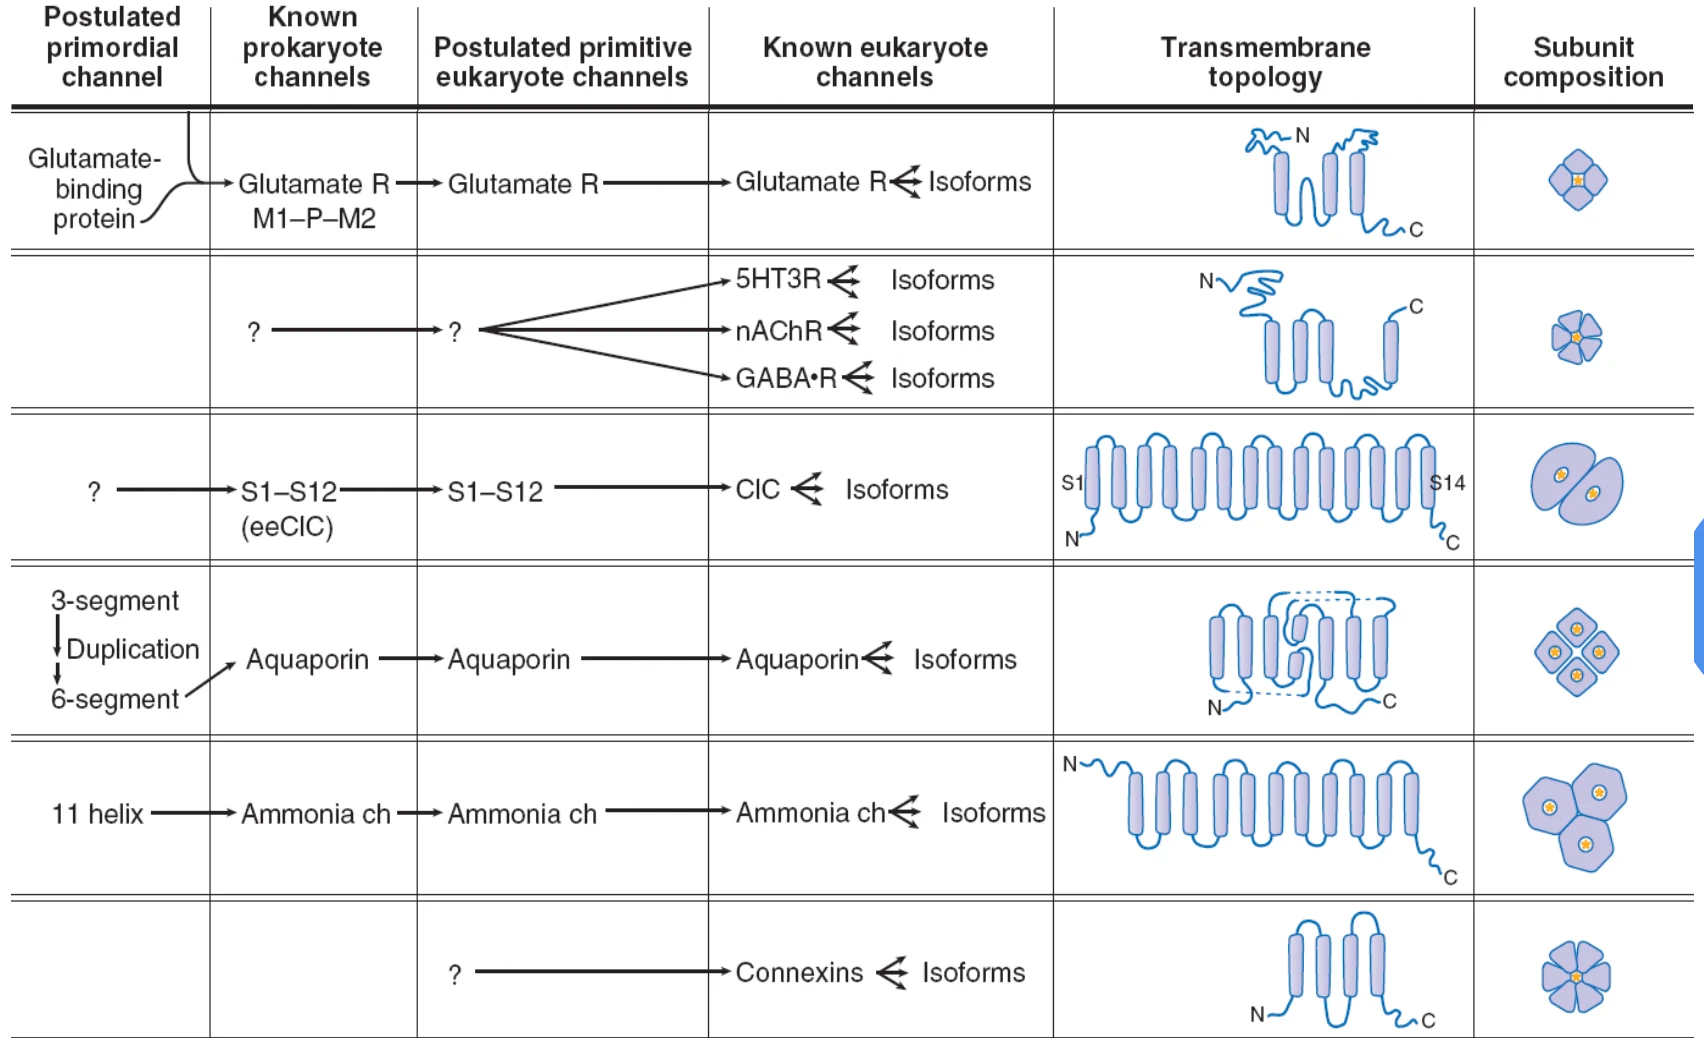 Postulated
primordial
channel
Known
prokaryote
channels
Postulated primitive
eukaryote channels
Known eukaryote
channels
Transmembrane
topology
Subunit
composition
Glutamate-
binding
protein
Glutamate R
M1–P–M2
Glutamate R
Glutamate R
Isoforms
N
C
?
?
5HT3R
Isoforms
nAChR
Isoforms
GABA•R
Isoforms
N
C
?
S1–S12
(eeClC)
S1–S12
ClC
Isoforms
S1
S14
N
C
3-segment
Duplication
6-segment
Aquaporin
Aquaporin
Aquaporin
Isoforms
N
C
11 helix
Ammonia ch
Ammonia ch
Ammonia ch
Isoforms
N
C
?
Connexins
Isoforms
N
C